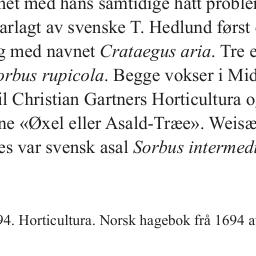 net med hans samtidige hatt problem
arlagt av svenske T. Hedlund først
g med navnet Crataegus aria. Tre e
orbus rupicola. Begge vokser i Mid
il Christian Gartners Horticultura o
ne «Øxel eller Asald-Træe». Weisæ
es var svensk asal Sorbus intermedi
94. Horticultura. Norsk hagebok frå 1694 a